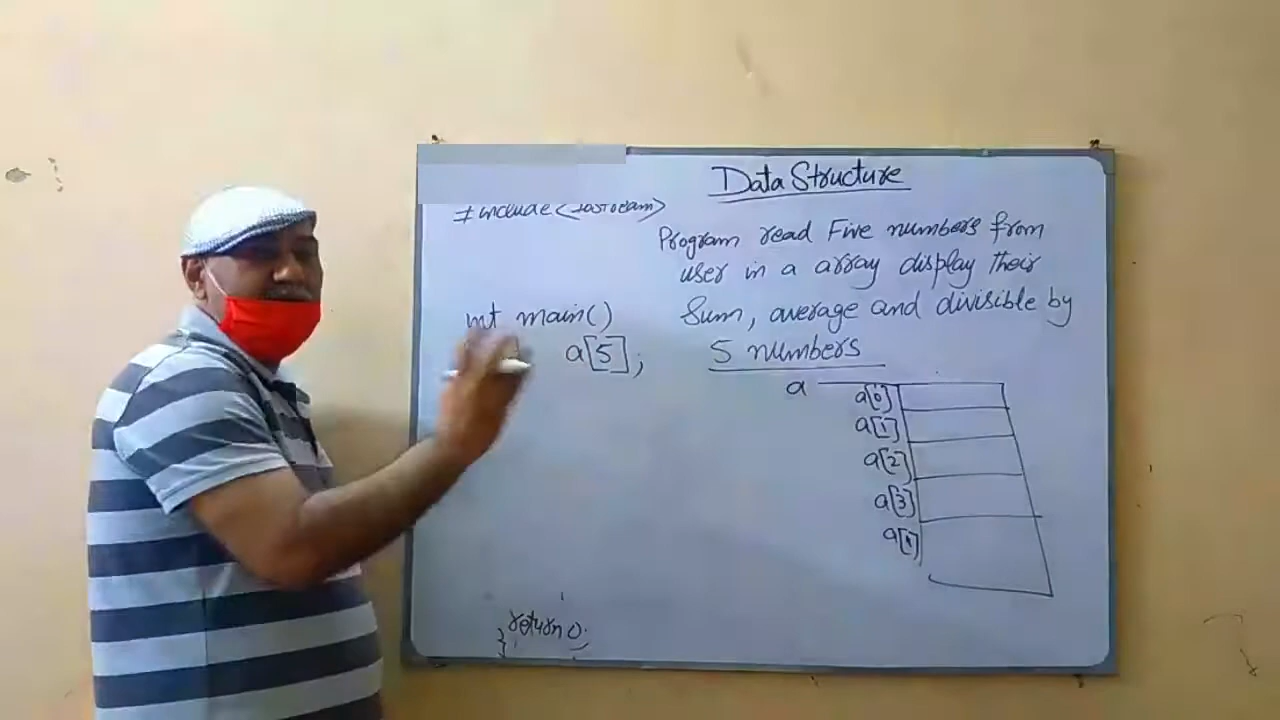 Data Structure
#include<iostream>
Program read Five numbers from
user in a array display their
Sum, average and divisible by
5 numbers
int main()
a[5];
a
a[0]
a[1]
a[2]
a[3]
a[4]
return 0;
}